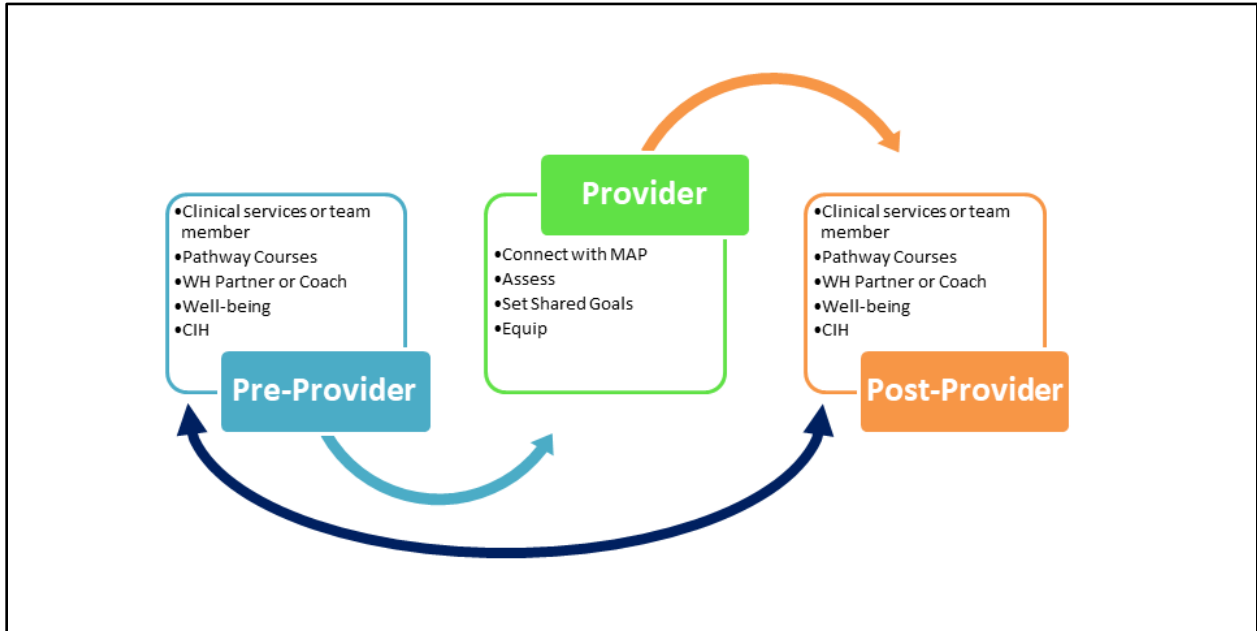 •Clinical services or team
member
•Pathway Courses
•WH Partner or Coach
•Well-being
•CIH
Pre-Provider
Provider
•Connect with MAP
•Assess
•Set Shared Goals
•Equip
•Clinical services or team
member
•Pathway Courses
•WH Partner or Coach
•Well-being
•CIH
Post-Provider